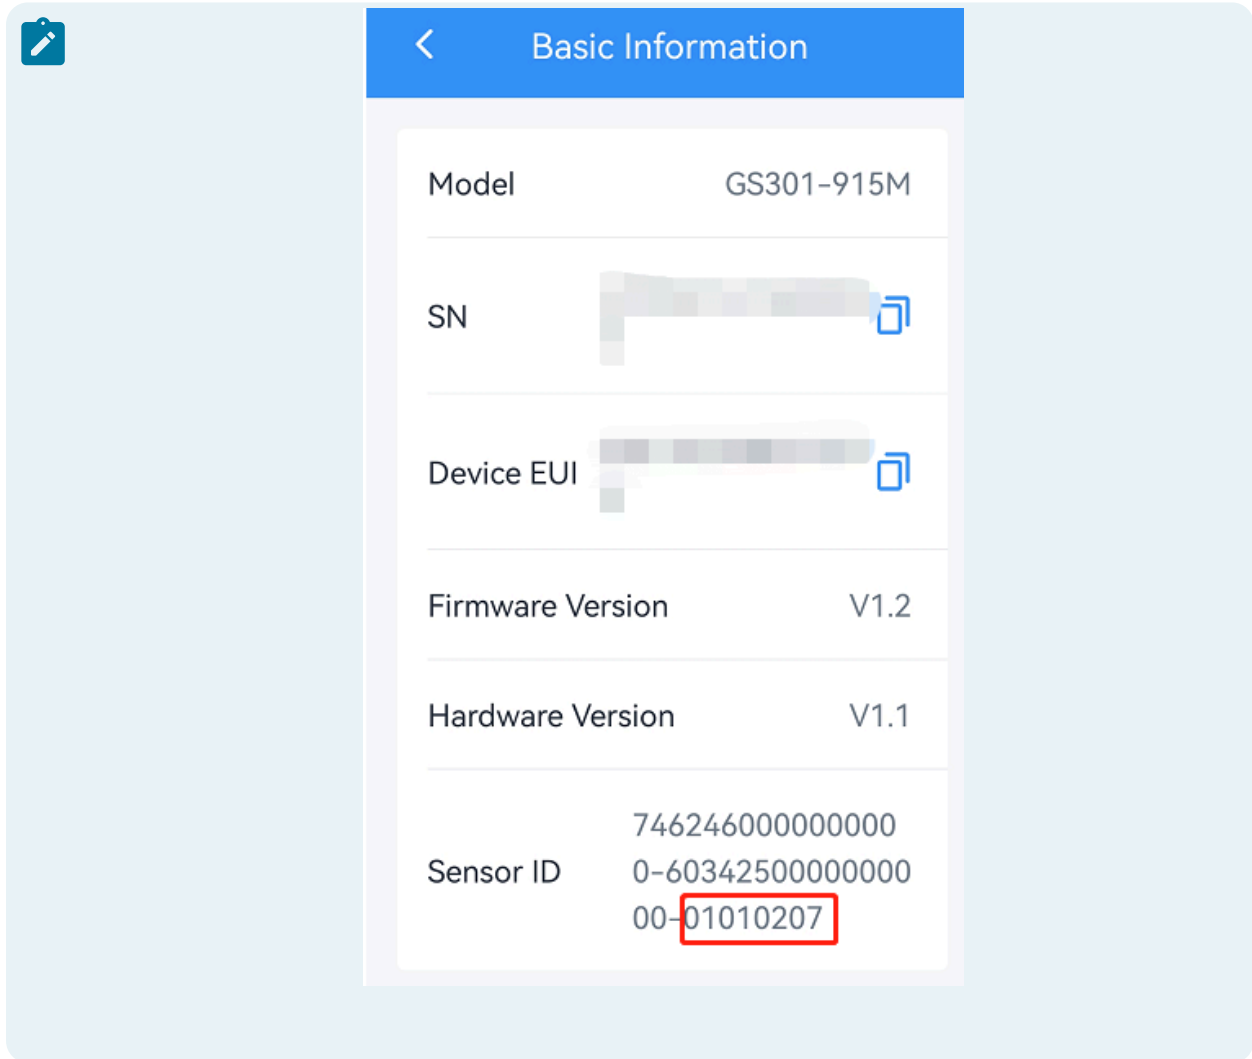 Basic Information
Model GS301-915M
SN
Device EUI
Firmware Version V1.2
Hardware Version V1.1
Sensor ID 746246000000000
0-60342500000000
00-01010207